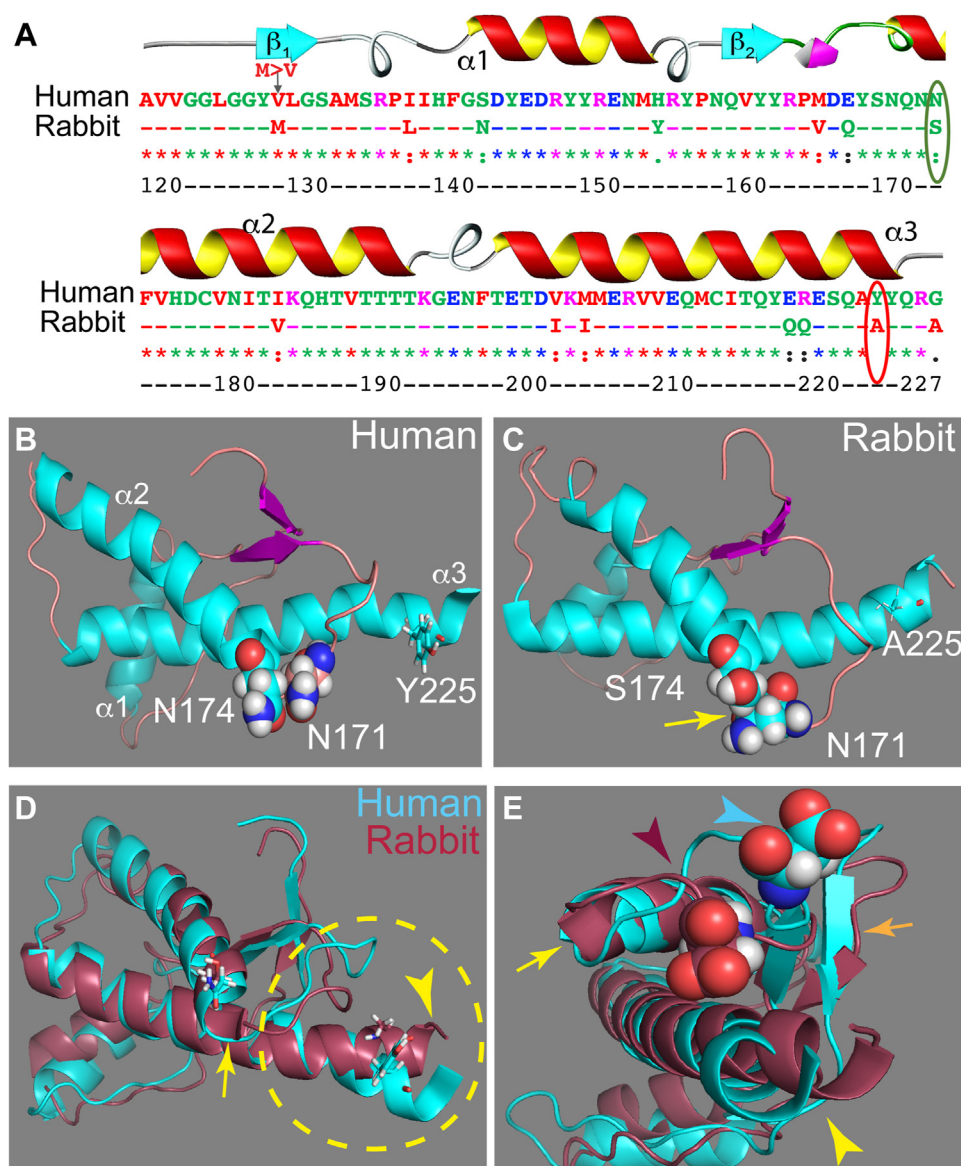 A
β1
α1
β2
M>V
Human AVVGGLGGYVLGSAMSRPIIHFGSDYEDRYYRENMHRYPNQVYYRPMDEYSNQNN
Rabbit ---------M--------L----N-----------Y----------V-Q-----S
******************:****:***********.**********:*:*****:
120-------130-------140-------150-------160-------170--
α2
α3
Human FVHDCVNITIKQHTVTTTTKGENFTETDVKMMERVVEQMCITQYERESQAYYQRG
Rabbit ---------V------------------I-I-------------QQ----A---A
*********:******************:*:*************::**** ***.
-----180-------190-------200-------210-------220----227
B
Human
α2
α3
α1
N174
N171
Y225
C
Rabbit
S174
N171
A225
D
Human
Rabbit
E